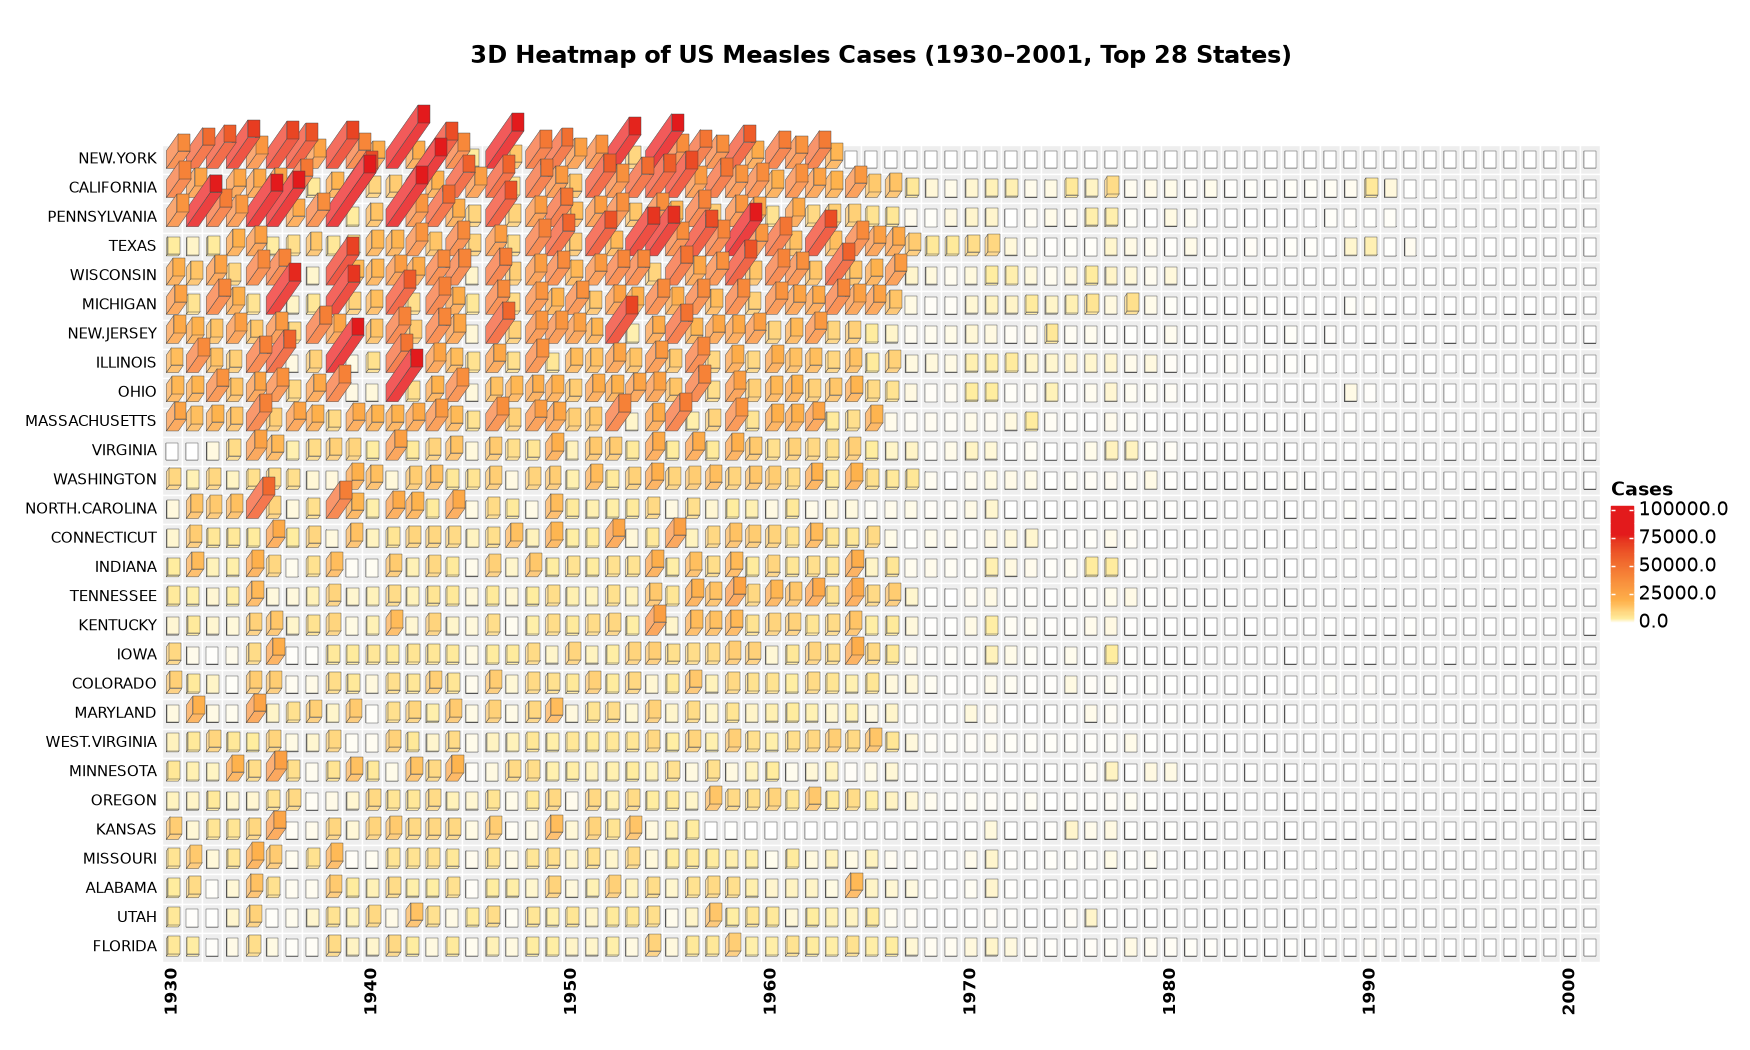 3D Heatmap of US Measles Cases (1930–2001, Top 28 States)
NEW.YORK
CALIFORNIA
PENNSYLVANIA
TEXAS
WISCONSIN
MICHIGAN
NEW.JERSEY
ILLINOIS
OHIO
MASSACHUSETTS
VIRGINIA
WASHINGTON
NORTH.CAROLINA
CONNECTICUT
INDIANA
TENNESSEE
KENTUCKY
IOWA
COLORADO
MARYLAND
WEST.VIRGINIA
MINNESOTA
OREGON
KANSAS
MISSOURI
ALABAMA
UTAH
FLORIDA
1930
1940
1950
1960
1970
1980
1990
2000
Cases
100000.0
75000.0
50000.0
25000.0
0.0